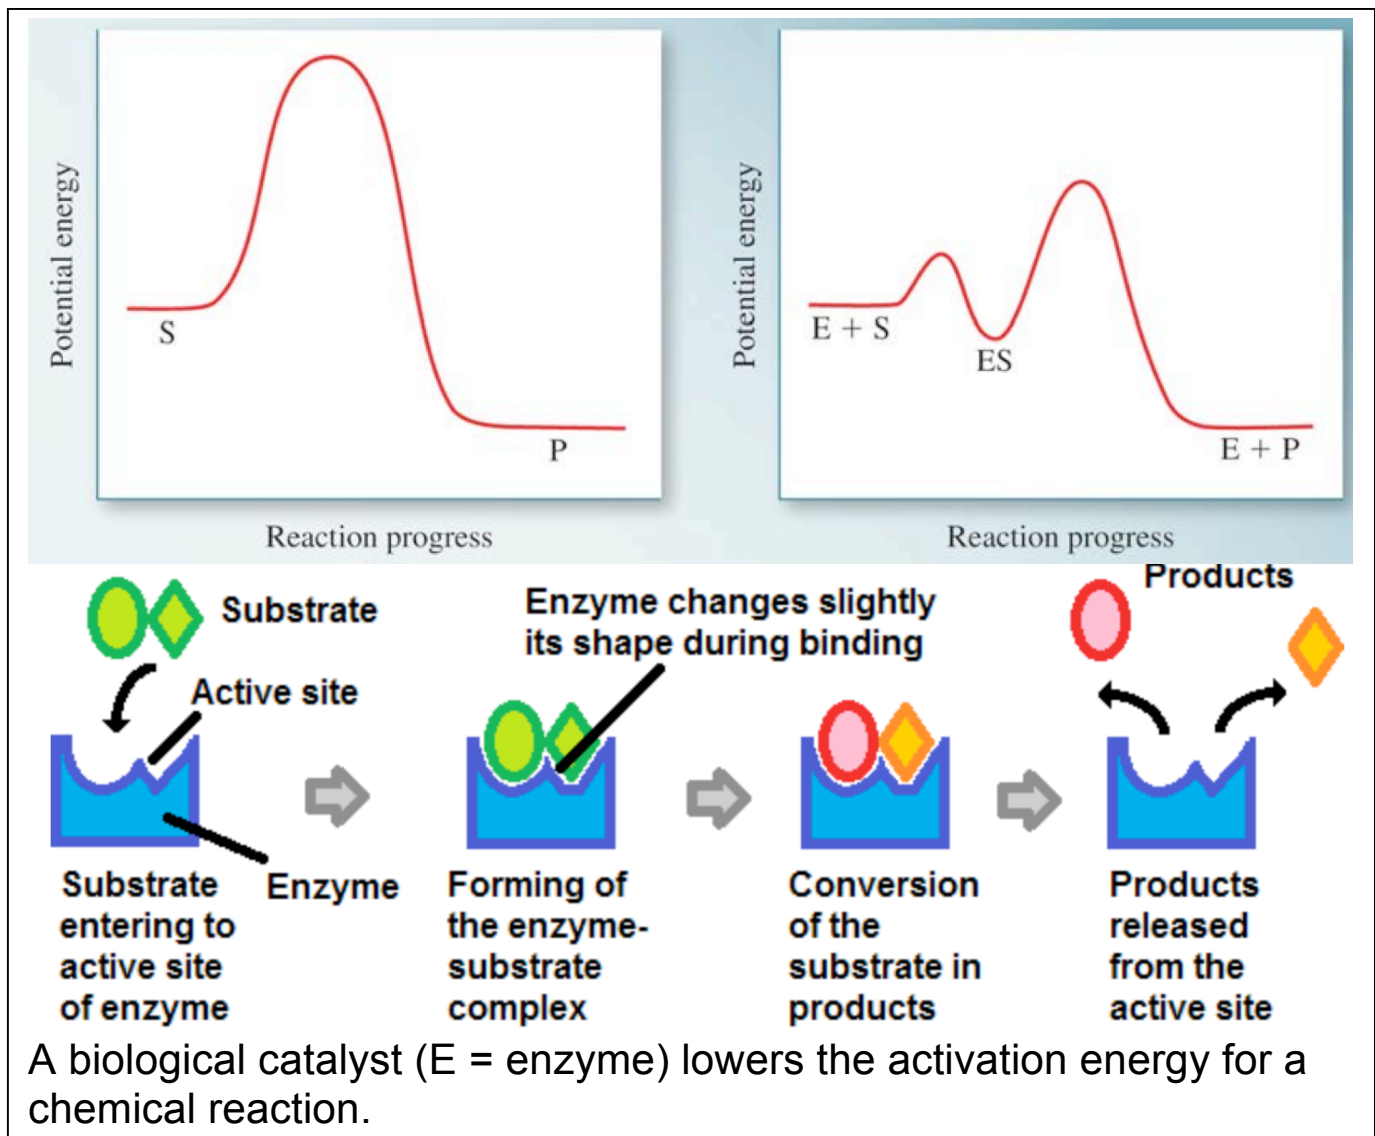 Potential energy
S
P
Reaction progress
Potential energy
E + S
ES
E + P
Reaction progress
Substrate
Active site
Enzyme
Substrate
entering to
active site
of enzyme
Enzyme changes slightly
its shape during binding
Forming of
the enzyme-
substrate
complex
Conversion
of the
substrate in
products
Products
Products
released
from the
active site
A biological catalyst (E = enzyme) lowers the activation energy for a
chemical reaction.